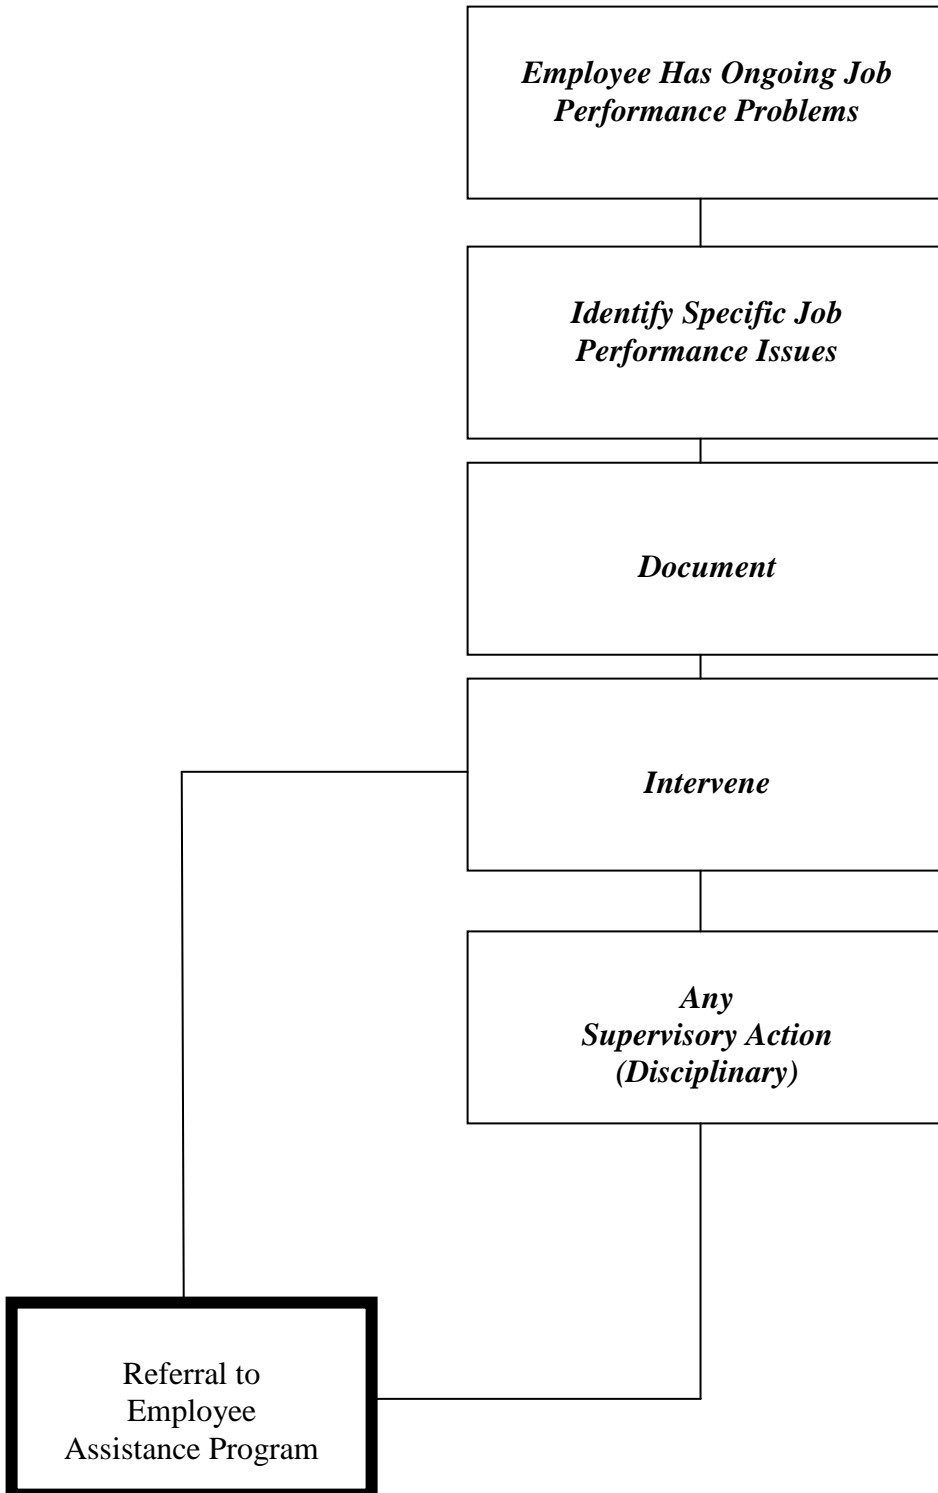 Employee Has Ongoing Job
Performance Problems
Identify Specific Job
Performance Issues
Document
Intervene
Any
Supervisory Action
(Disciplinary)
Referral to
Employee
Assistance Program